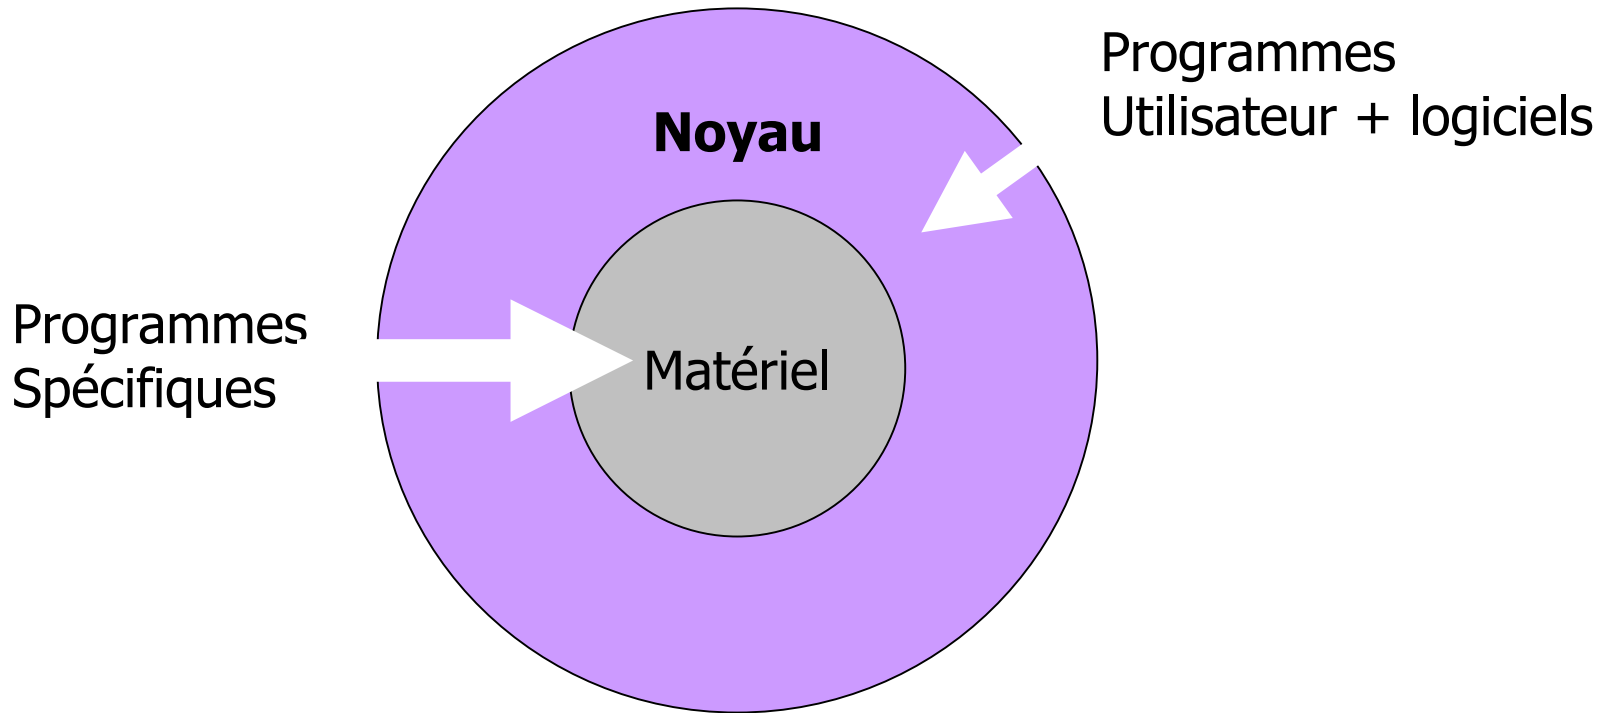 Programmes
Utilisateur + logiciels
Noyau
Programmes
Spécifiques
Matériel